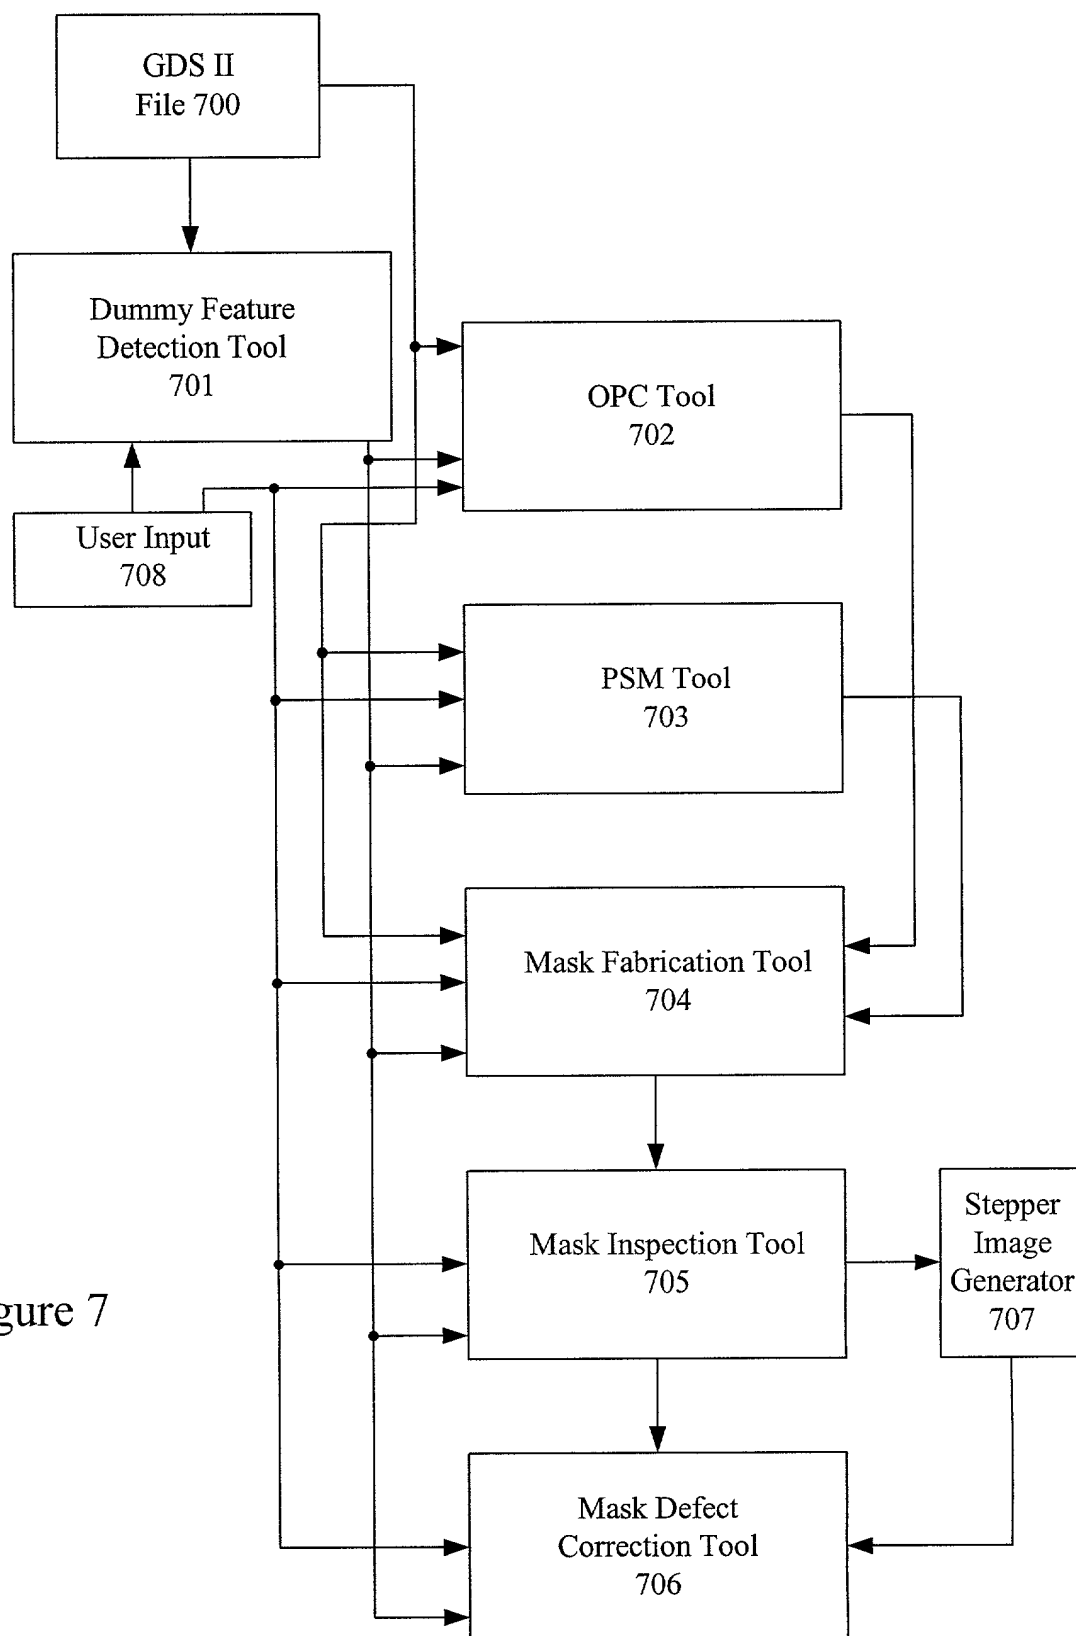 GDS II
File 700
Dummy Feature
Detection Tool
701
OPC Tool
702
User Input
708
PSM Tool
703
Mask Fabrication Tool
704
Mask Inspection Tool
705
Stepper
Image
Generator
707
gure 7
Mask Defect
Correction Tool
706